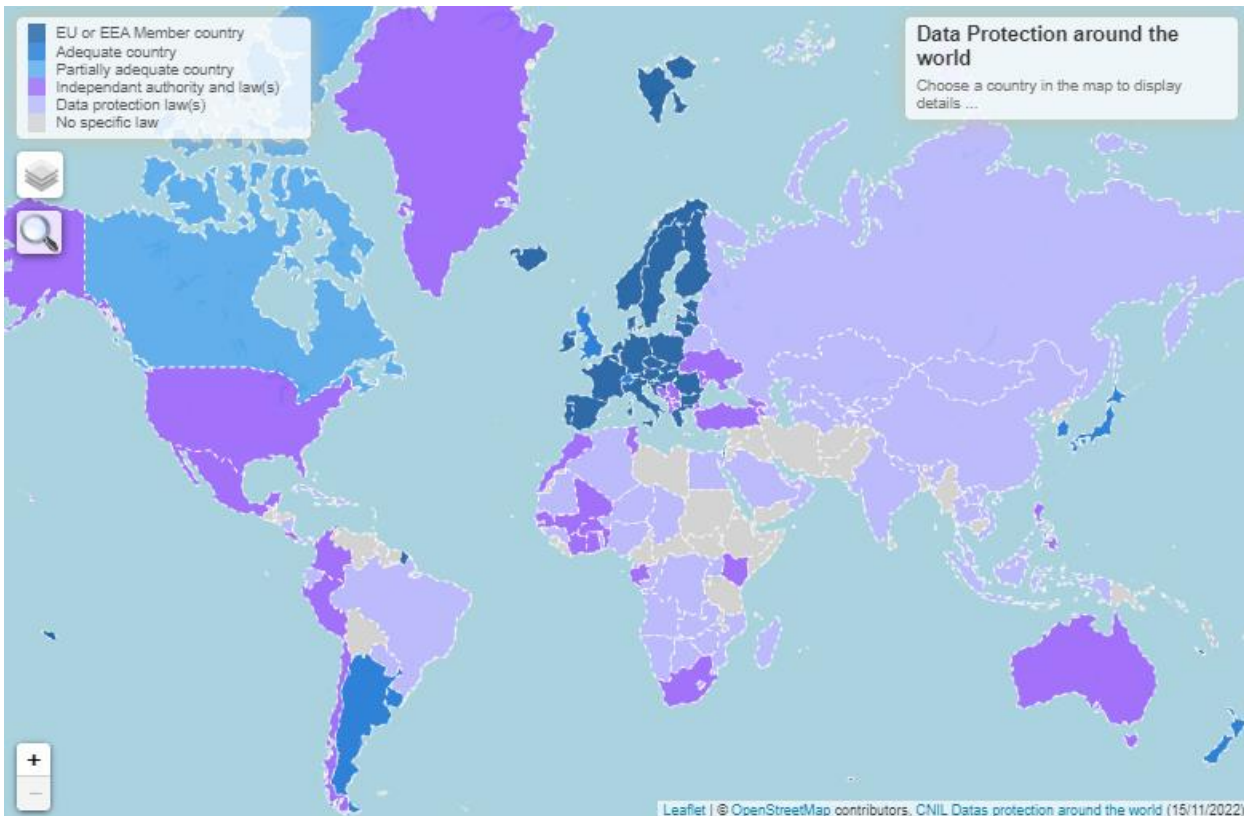 EU or EEA Member country
Adequate country
Partially adequate country
Independant authority and law(s)
Data protection law(s)
No specific law
Data Protection around the
world
Choose a country in the map to display
details ...
+
−
Leaflet | © OpenStreetMap contributors, CNIL Datas protection around the world (15/11/2022)